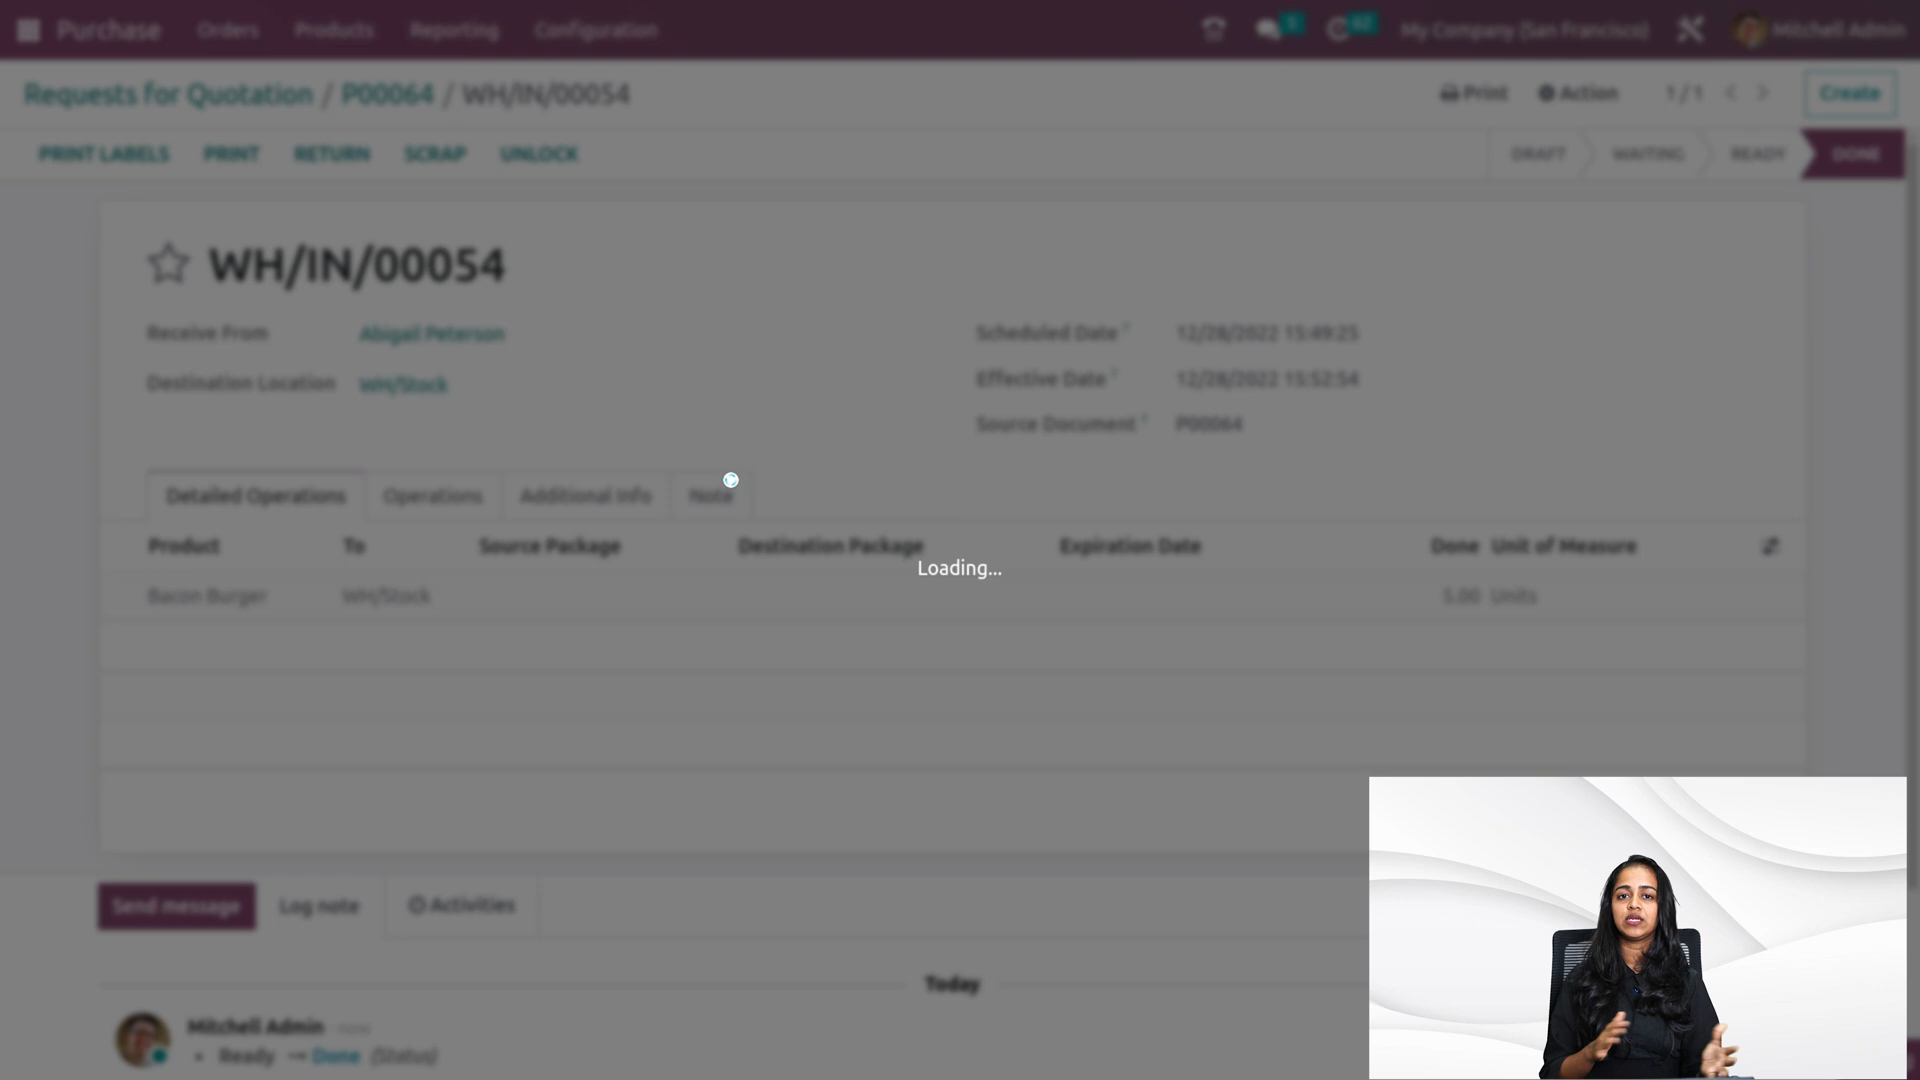 Purchase Orders Products Reporting Configuration 5 62 My Company (San Francisco) Mitchell Admin
Requests for Quotation / P00064 / WH/IN/00054 Print Action 1 / 1 Create
PRINT LABELS PRINT RETURN SCRAP UNLOCK DRAFT WAITING READY DONE
WH/IN/00054
Receive From Abigail Peterson Scheduled Date ? 12/28/2022 15:49:25
Destination Location WH/Stock Effective Date ? 12/28/2022 15:52:54
Source Document ? P00064
Detailed Operations Operations Additional Info Note
Product To Source Package Destination Package Expiration Date Done Unit of Measure
Loading...
Bacon Burger WH/Stock 5.00 Units
Send message Log note Activities
Today
Mitchell Admin - now
• Ready → Done (Status)